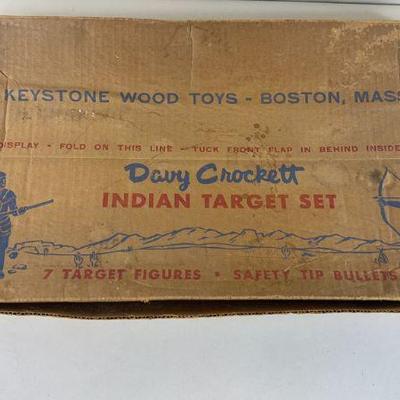 KEYSTONE WOOD TOYS - BOSTON, MASS
DISPLAY - FOLD ON THIS LINE - TUCK FRONT FLAP IN BEHIND INSIDE
Davy Crockett
INDIAN TARGET SET
7 TARGET FIGURES • SAFETY TIP BULLETS